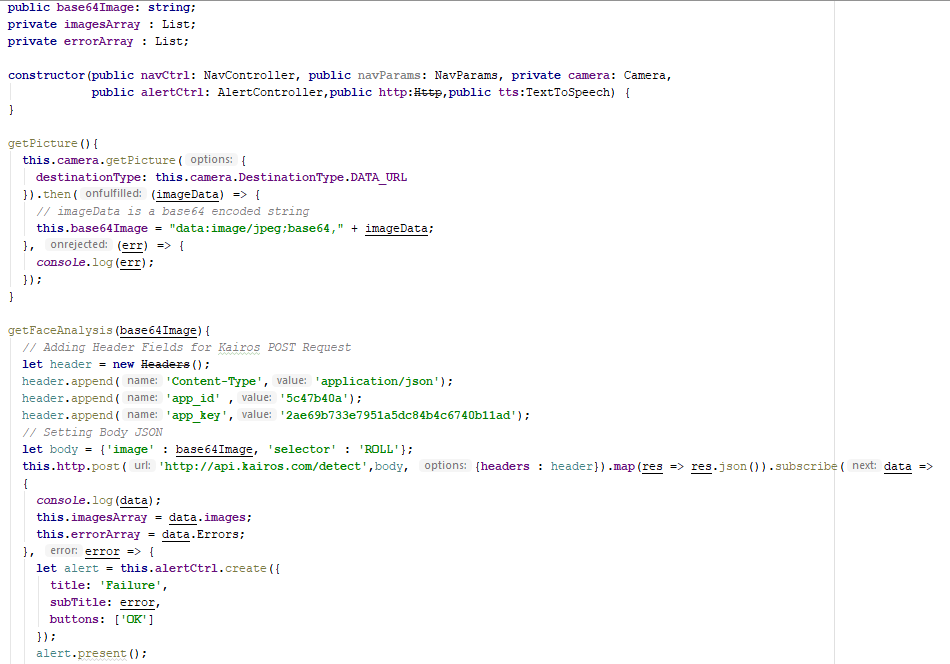 public base64Image: string;
private imagesArray : List;
private errorArray : List;
constructor(public navCtrl: NavController, public navParams: NavParams, private camera: Camera,
public alertCtrl: AlertController,public http:Http,public tts:TextToSpeech) {
}
getPicture(){
this.camera.getPicture( options: {
destinationType: this.camera.DestinationType.DATA_URL
}).then( onfulfilled: (imageData) => {
// imageData is a base64 encoded string
this.base64Image = "data:image/jpeg;base64," + imageData;
}, onrejected: (err) => {
console.log(err);
});
}
getFaceAnalysis(base64Image){
// Adding Header Fields for Kairos POST Request
let header = new Headers();
header.append( name: 'Content-Type', value: 'application/json');
header.append( name: 'app_id' , value: '5c47b40a');
header.append( name: 'app_key', value: '2ae69b733e7951a5dc84b4c6740b11ad');
// Setting Body JSON
let body = {'image' : base64Image, 'selector' : 'ROLL'};
this.http.post( url: 'http://api.kairos.com/detect',body, options: {headers : header}).map(res => res.json()).subscribe( next: data =>
{
console.log(data);
this.imagesArray = data.images;
this.errorArray = data.Errors;
}, error: error => {
let alert = this.alertCtrl.create({
title: 'Failure',
subTitle: error,
buttons: ['OK']
});
alert.present();